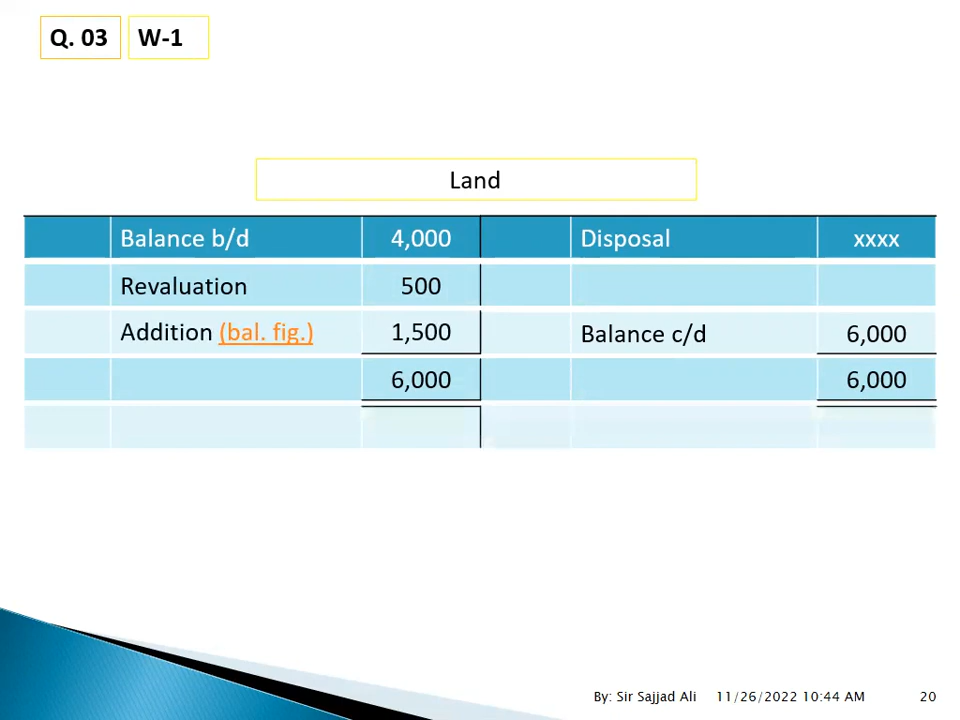 Q. 03 W-1
Land
Balance b/d 4,000 Disposal xxxx
Revaluation 500
Addition (bal. fig.) 1,500 Balance c/d 6,000
6,000 6,000
By: Sir Sajjad Ali 11/26/2022 10:44 AM 20